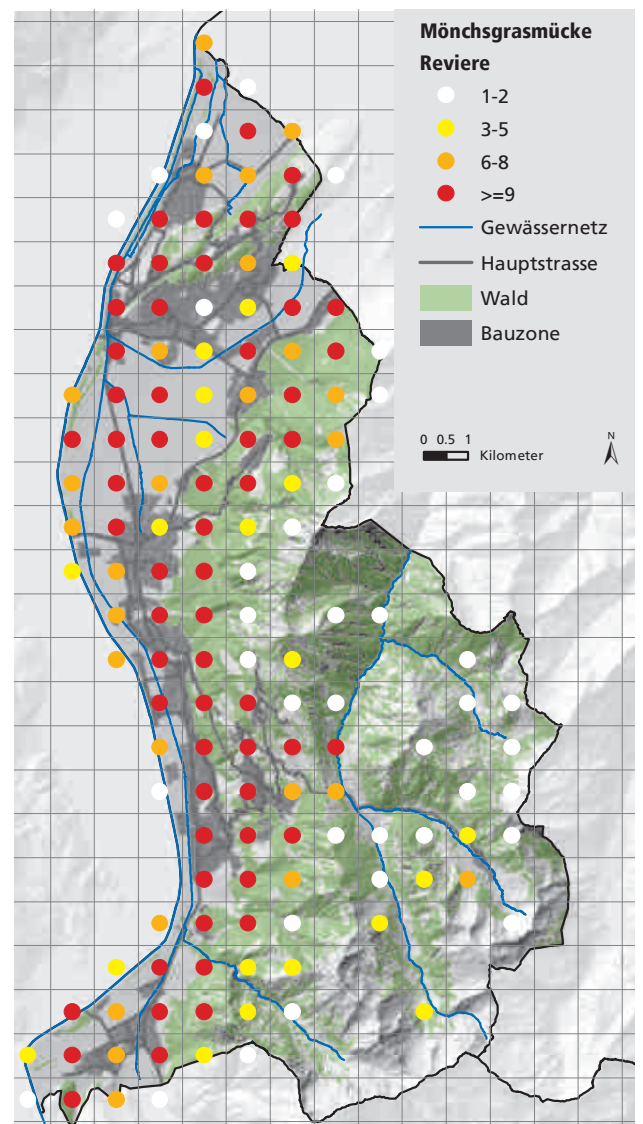 Mönchsgrasmücke
Reviere
1-2
3-5
6-8
>=9
Gewässernetz
Hauptstrasse
Wald
Bauzone
0 0.5 1
Kilometer
N